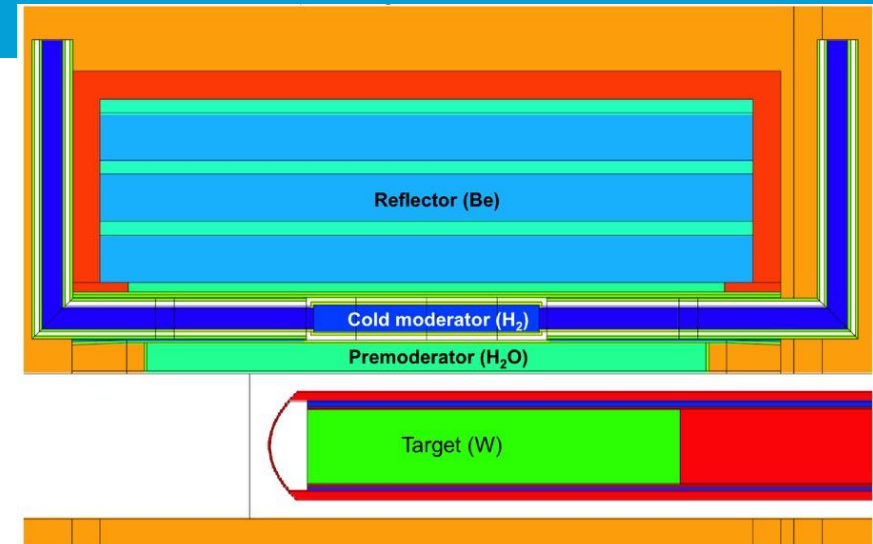 Reflector (Be)
Cold moderator (H₂)
Premoderator (H₂O)
Target (W)